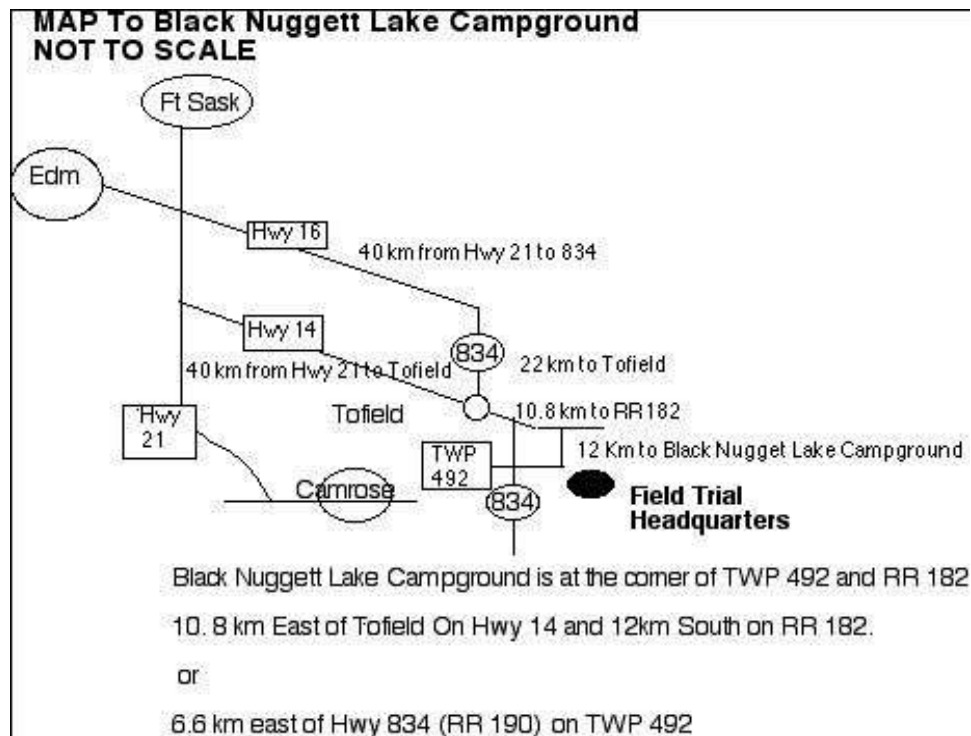 MAP To Black Nuggett Lake Campground
NOT TO SCALE
Ft Sask
Edm
Hwy 16
40 km from Hwy 21 to 834
Hwy 14
834
22 km to Tofield
40 km from Hwy 21 to Tofield
Tofield
10.8 km to RR 182
'Hwy
21
TWP
492
12 Km to Black Nugget Lake Campground
Camrose
834
Field Trial
Headquarters
Black Nuggett Lake Campground is at the corner of TWP 492 and RR 182
10. 8 km East of Tofield On Hwy 14 and 12km South on RR 182.
or
6.6 km east of Hwy 834 (RR 190) on TWP 492